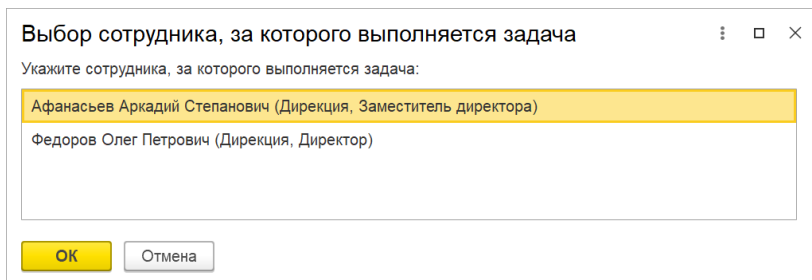 Выбор сотрудника, за которого выполняется задача
Укажите сотрудника, за которого выполняется задача:
Афанасьев Аркадий Степанович (Дирекция, Заместитель директора)
Федоров Олег Петрович (Дирекция, Директор)
ОК
Отмена